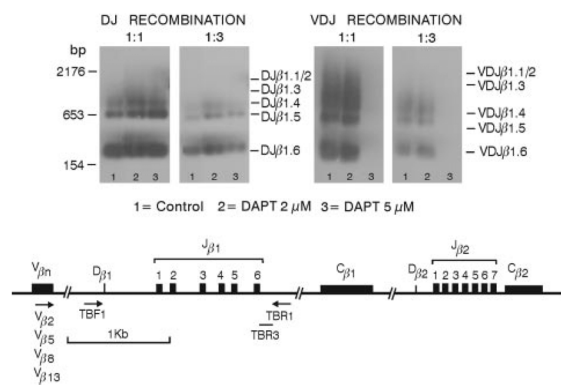 DJ RECOMBINATION
1:1 1:3
VDJ RECOMBINATION
1:1 1:3
bp
2176
653
154
DJβ1.1/2
DJβ1.3
DJβ1.4
DJβ1.5
DJβ1.6
VDJβ1.1/2
VDJβ1.3
VDJβ1.4
VDJβ1.5
VDJβ1.6
1 2 3 1 2 3 1 2 3 1 2 3
1= Control 2= DAPT 2 μM 3= DAPT 5 μM
Vβn Dβ1 Jβ1 Cβ1 Dβ2 Jβ2 Cβ2
1 2 3 4 5 6 1 2 3 4 5 6 7
Vβ2 TBF1 TBR1
Vβ5 TBR3
1Kb
Vβ8
Vβ13